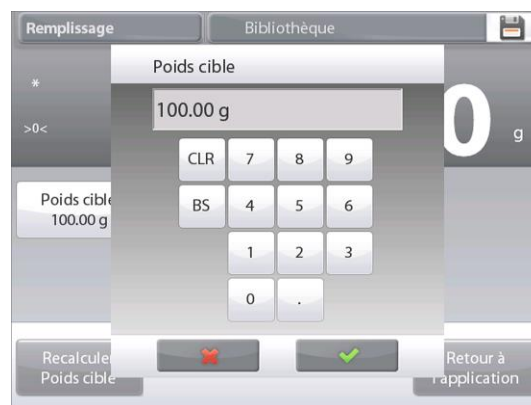 Remplissage
Bibliothèque
Poids cible
*
>0<
100.00 g
0
g
CLR 7 8 9
BS 4 5 6
1 2 3
0 .
Poids cible
100.00 g
Recalculer
Poids cible
Retour à
l'application